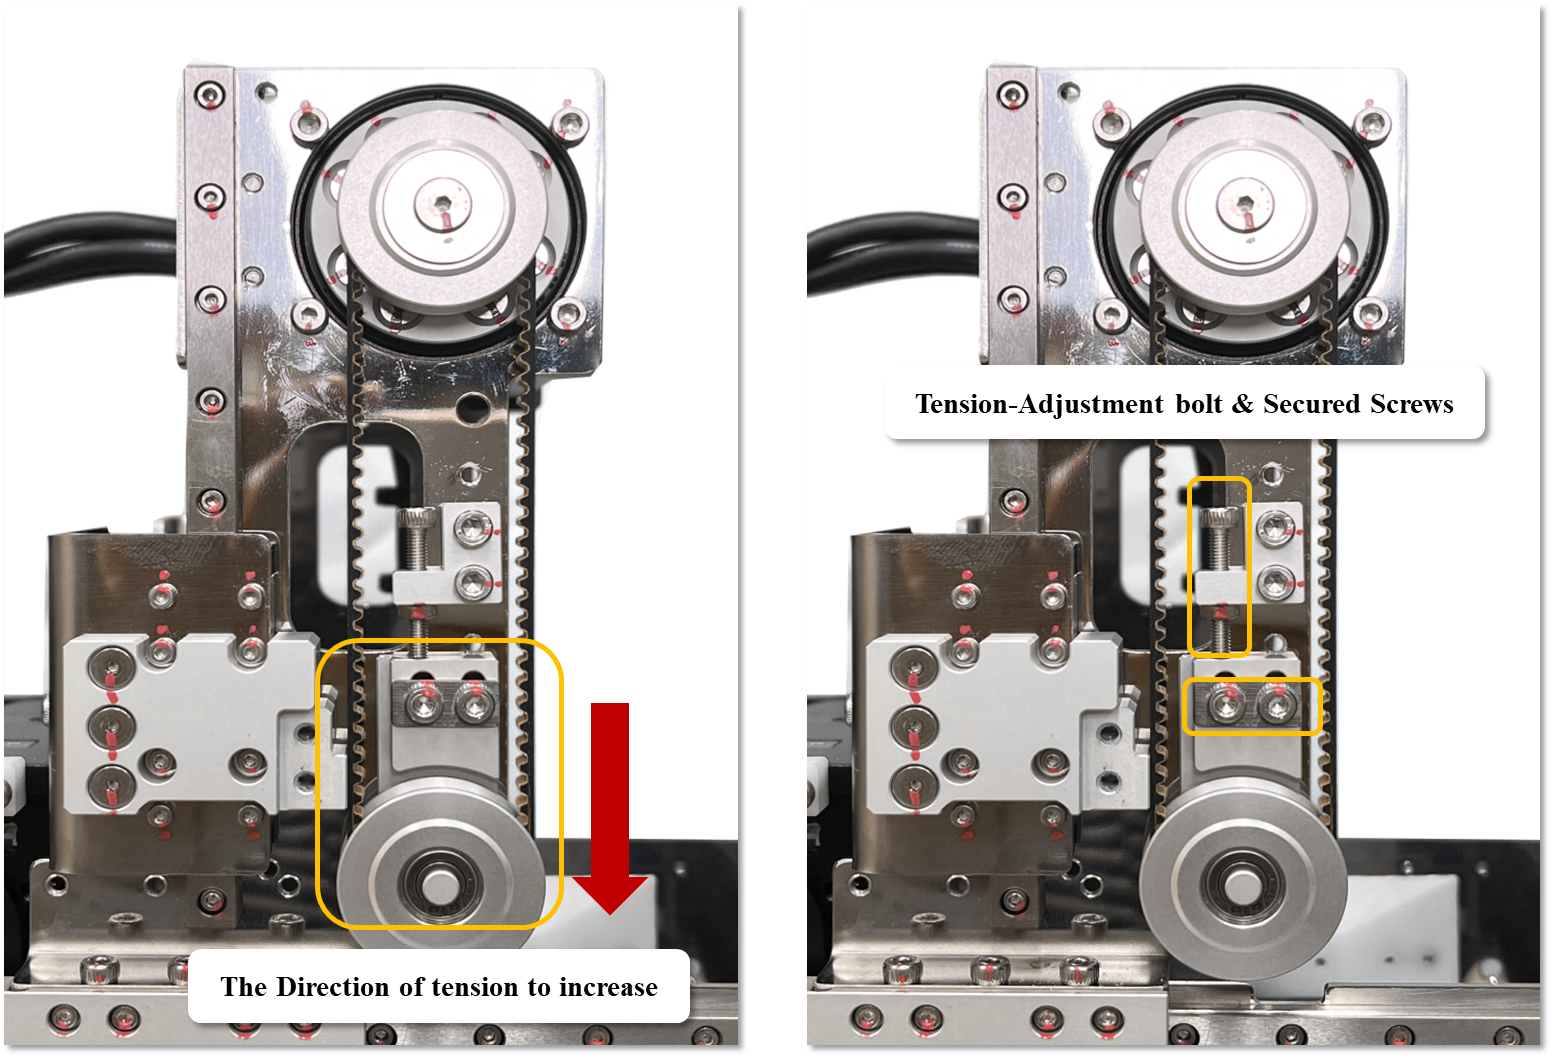 Tension-Adjustment bolt & Secured Screws
The Direction of tension to increase